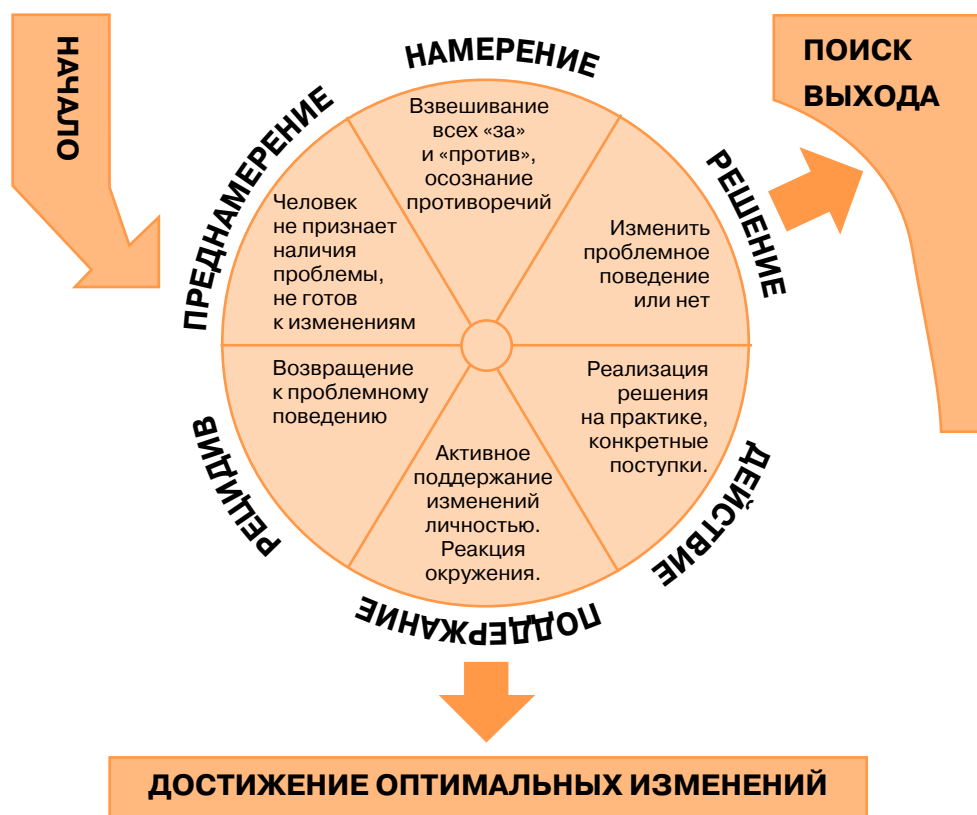 НАЧАЛО
ПРЕДНАМЕРЕНИЕ
Человек
не признает
наличия
проблемы,
не готов
к изменениям
НАМЕРЕНИЕ
Взвешивание
всех «за»
и «против»,
осознание
противоречий
РЕШЕНИЕ
Изменить
проблемное
поведение
или нет
ПОИСК
ВЫХОДА
ДЕЙСТВИЕ
Реализация
решения
на практике,
конкретные
поступки.
ПОДДЕРЖАНИЕ
Активное
поддержание
изменений
личностью.
Реакция
окружения.
РЕЦИДИВ
Возвращение
к проблемному
поведению
ДОСТИЖЕНИЕ ОПТИМАЛЬНЫХ ИЗМЕНЕНИЙ